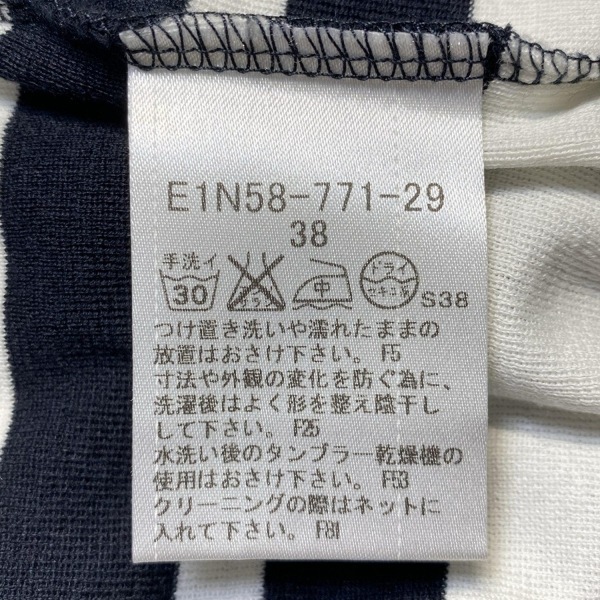 E1N58-771-29
38
手洗イ
30 エンソ サラシ 中 ドライ セキユ系 S38
つけ置き洗いや濡れたままの
放置はおさけ下さい。 F5
寸法や外観の変化を防ぐ為に、
洗濯後はよく形を整え陰干し
して下さい。 F25
水洗い後のタンブラー乾燥機の
使用はおさけ下さい。 F53
クリーニングの際はネットに
入れて下さい。 F81